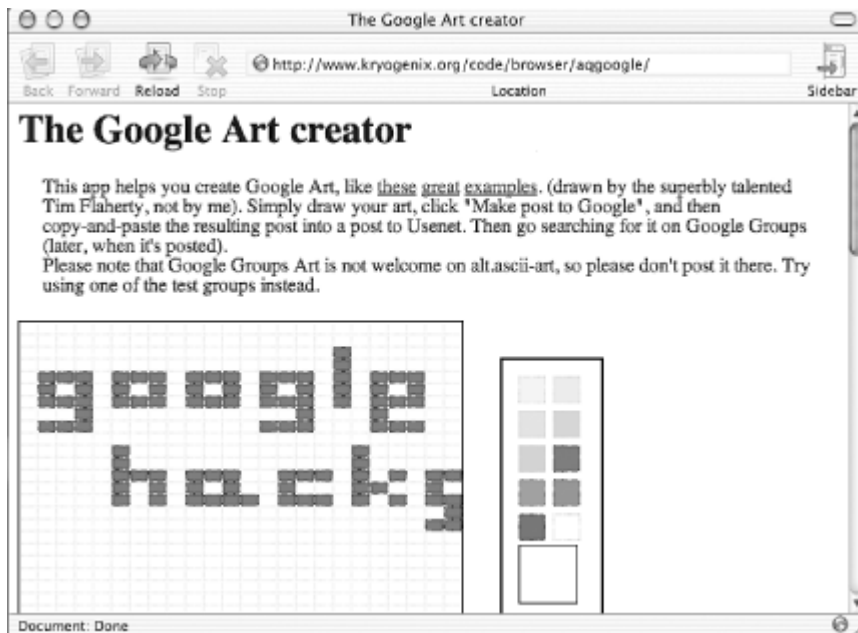 The Google Art creator
http://www.kryogenix.org/code/browser/aqgoogle/
Back Forward Reload Stop Location Sidebar
The Google Art creator
This app helps you create Google Art, like these great examples. (drawn by the superbly talented
Tim Flaherty, not by me). Simply draw your art, click "Make post to Google", and then
copy-and-paste the resulting post into a post to Usenet. Then go searching for it on Google Groups
(later, when it's posted).
Please note that Google Groups Art is not welcome on alt.ascii-art, so please don't post it there. Try
using one of the test groups instead.
google
hacks
Document: Done